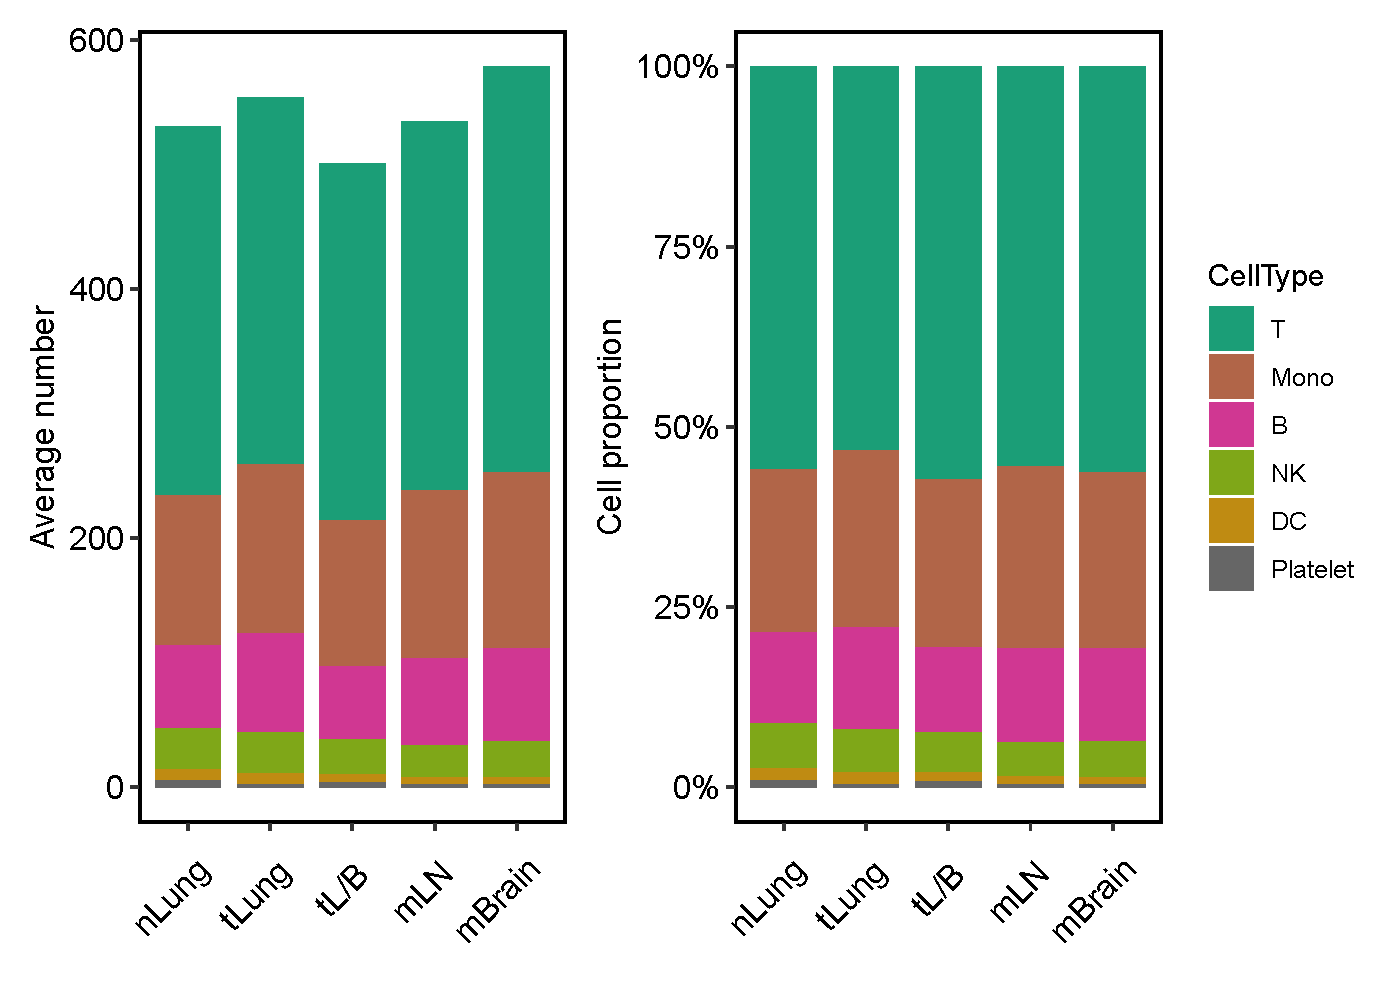 Average number
600
400
200
0
nLung
tLung
tL/B
mLN
mBrain
Cell proportion
100%
75%
50%
25%
0%
nLung
tLung
tL/B
mLN
mBrain
CellType
T
Mono
B
NK
DC
Platelet